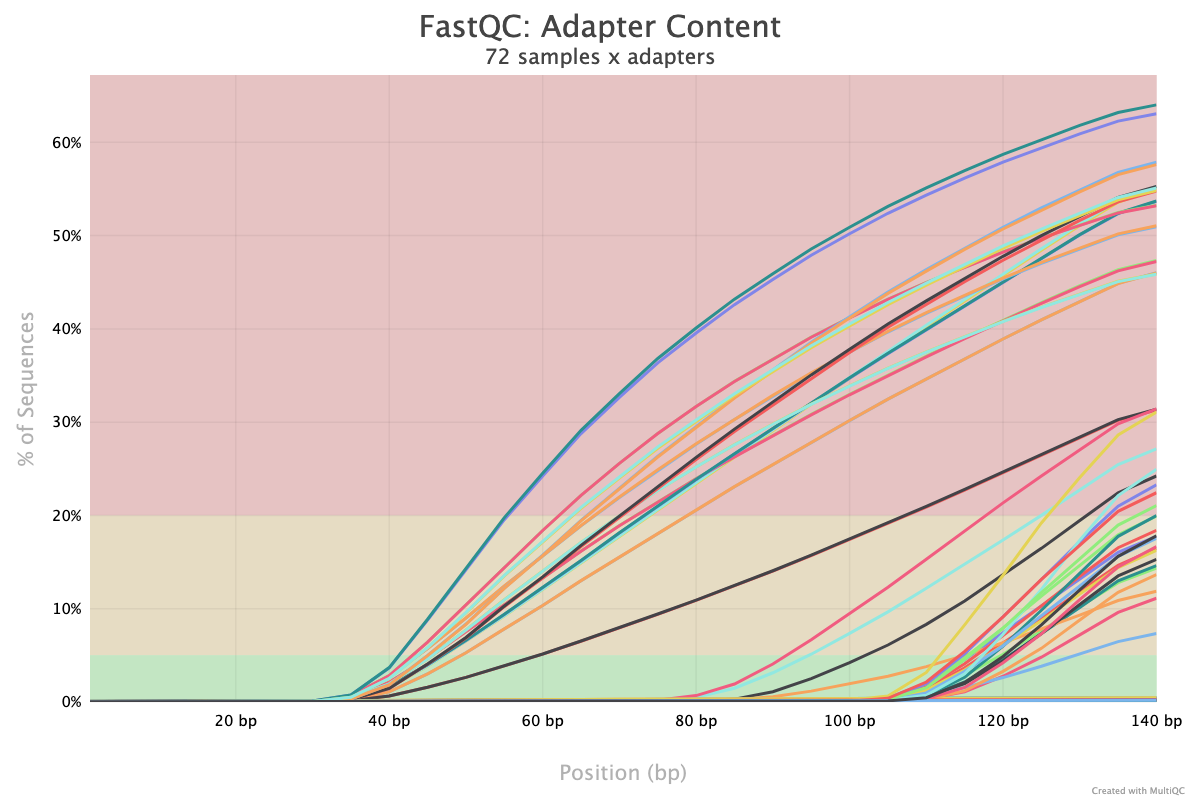 FastQC: Adapter Content
72 samples x adapters
60%
50%
40%
30%
20%
10%
0%
% of Sequences
20 bp
40 bp
60 bp
80 bp
100 bp
120 bp
140 bp
Position (bp)
Created with MultiQC